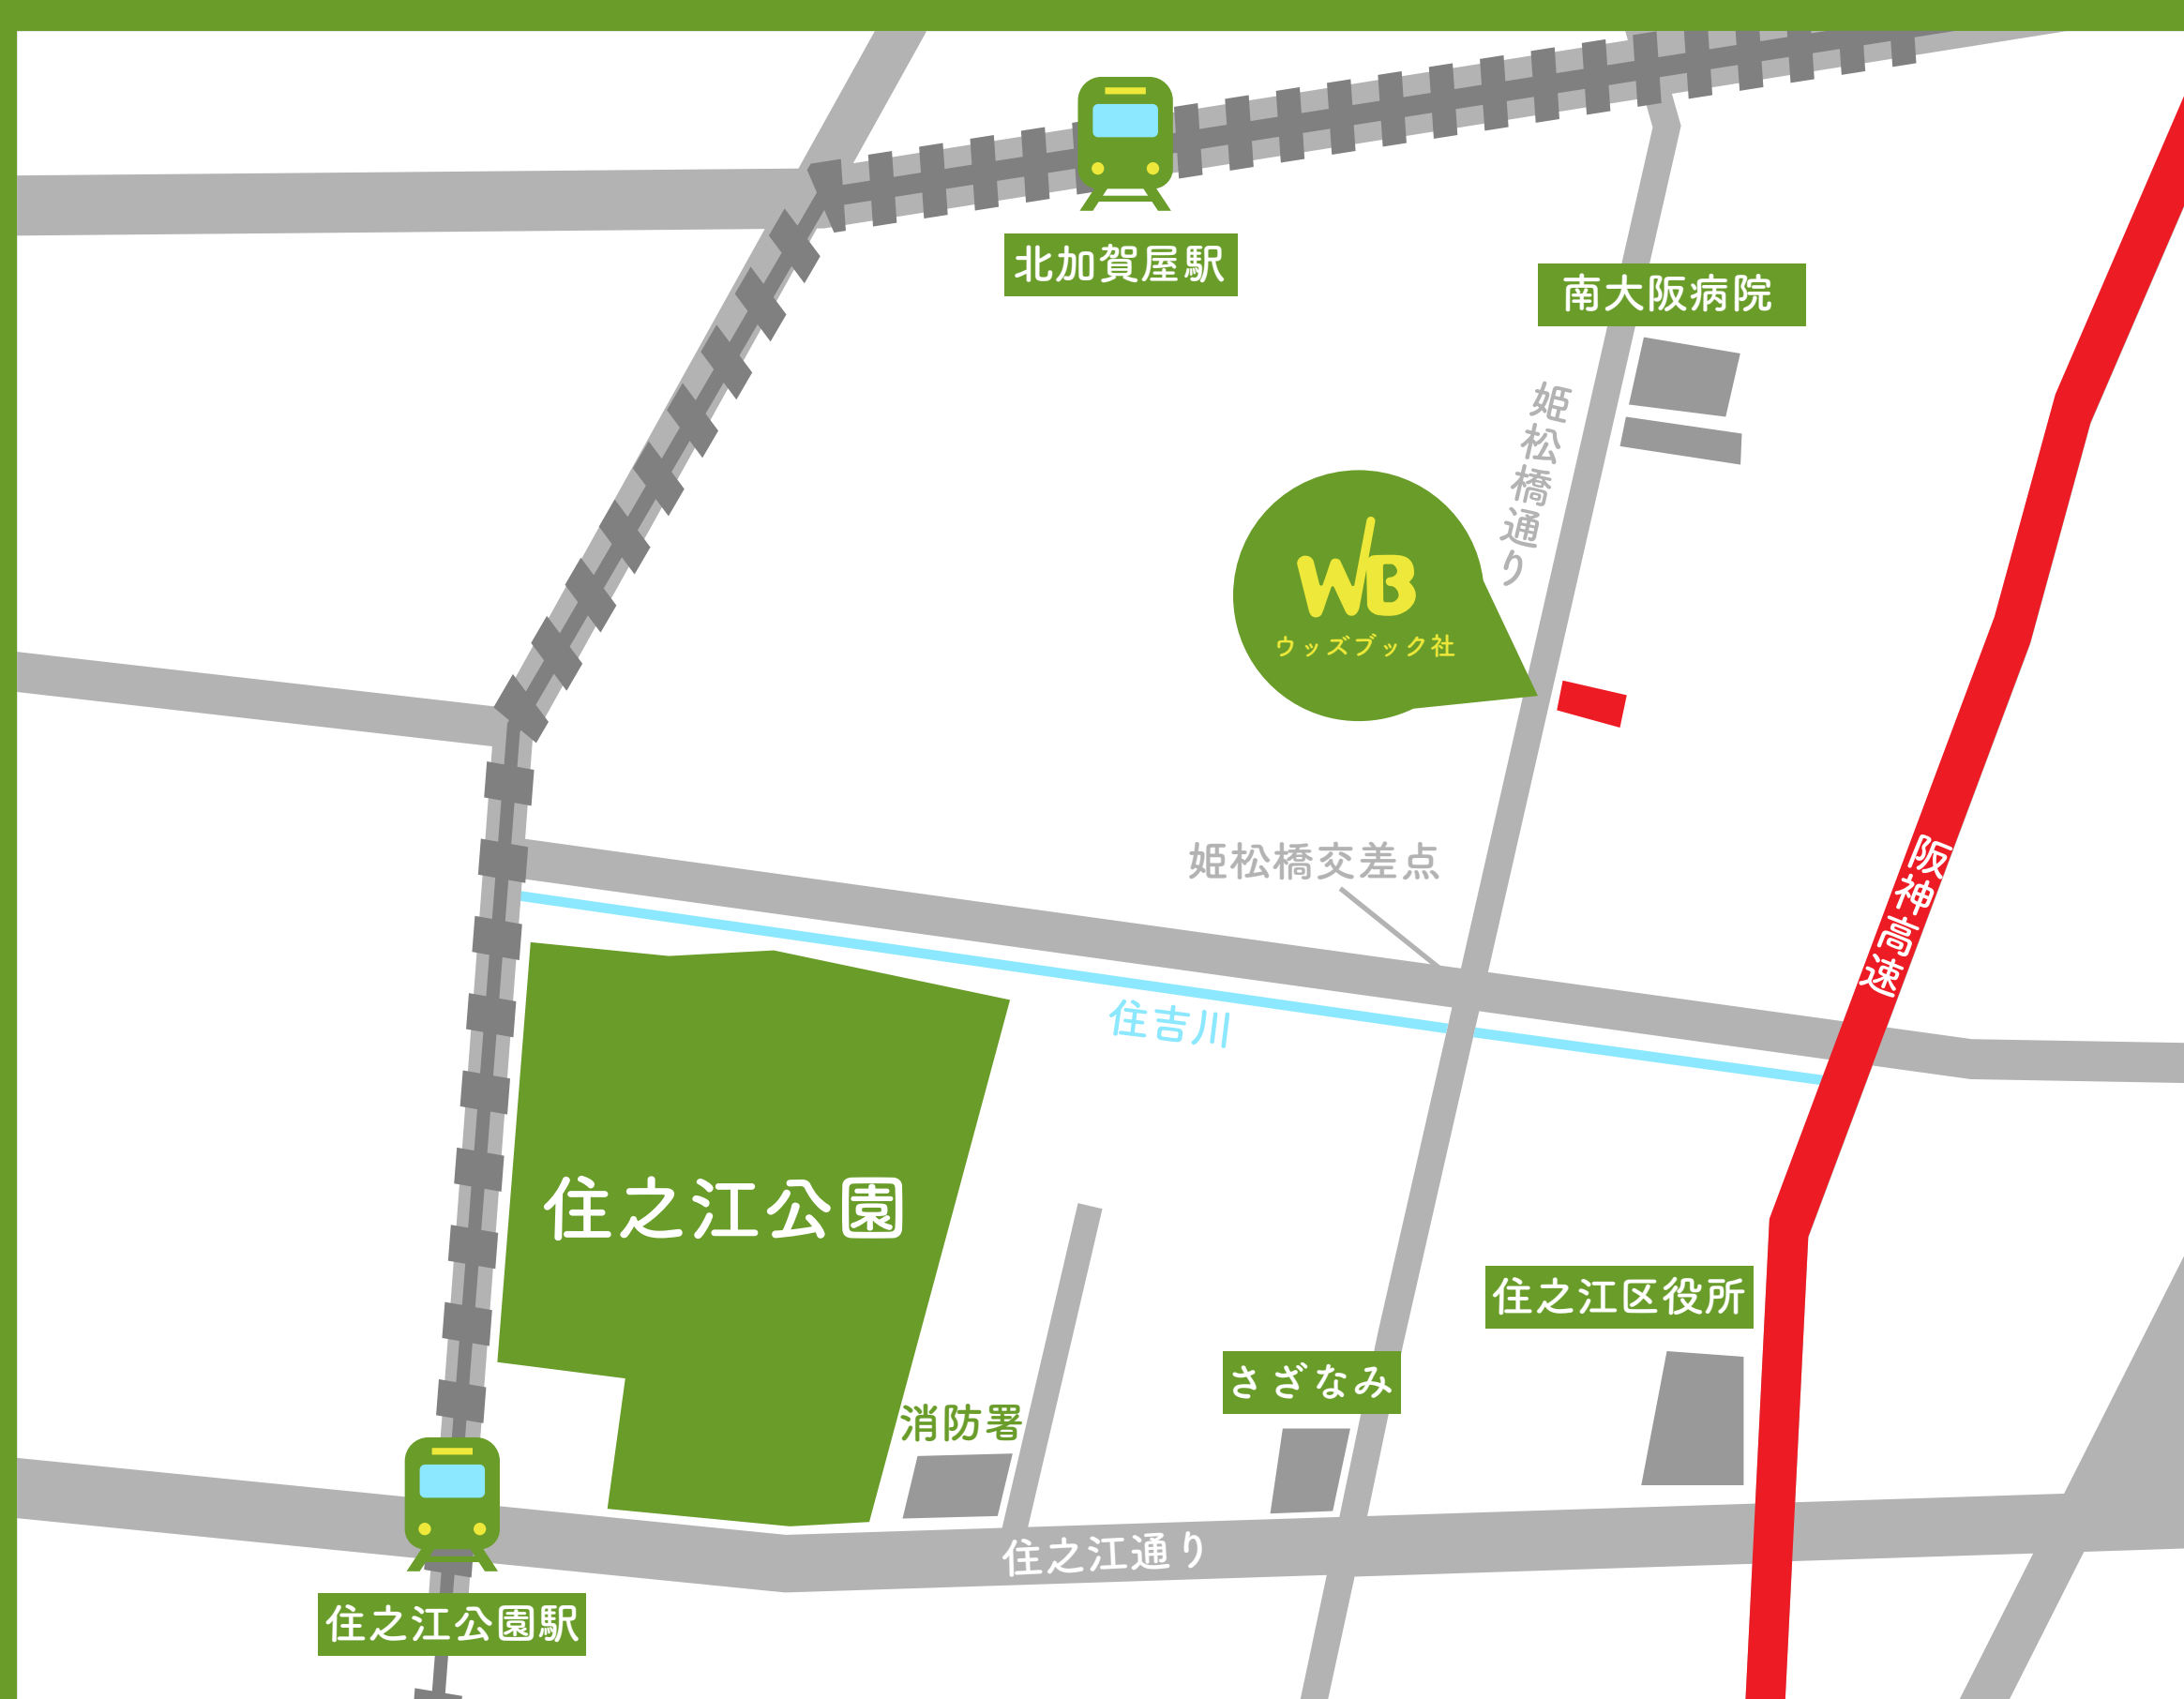 北加賀屋駅
南大阪病院
姫松橋通り
WB
ウッズブック社
姫松橋交差点
阪神高速
住吉川
住之江公園
住之江区役所
さざなみ
消防署
住之江通り
住之江公園駅